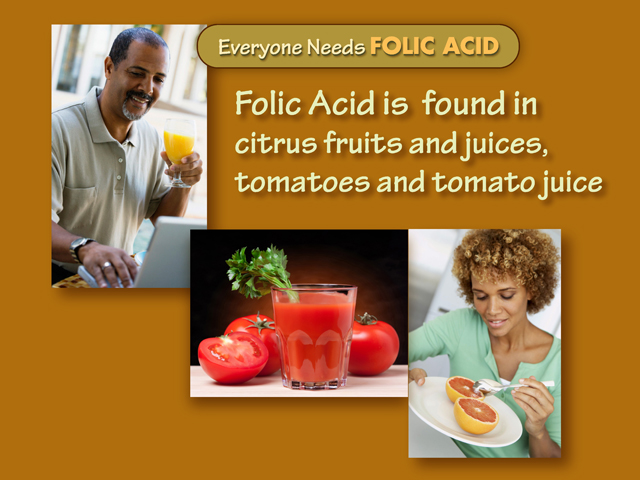 Everyone Needs FOLIC ACID
Folic Acid is found in
citrus fruits and juices,
tomatoes and tomato juice